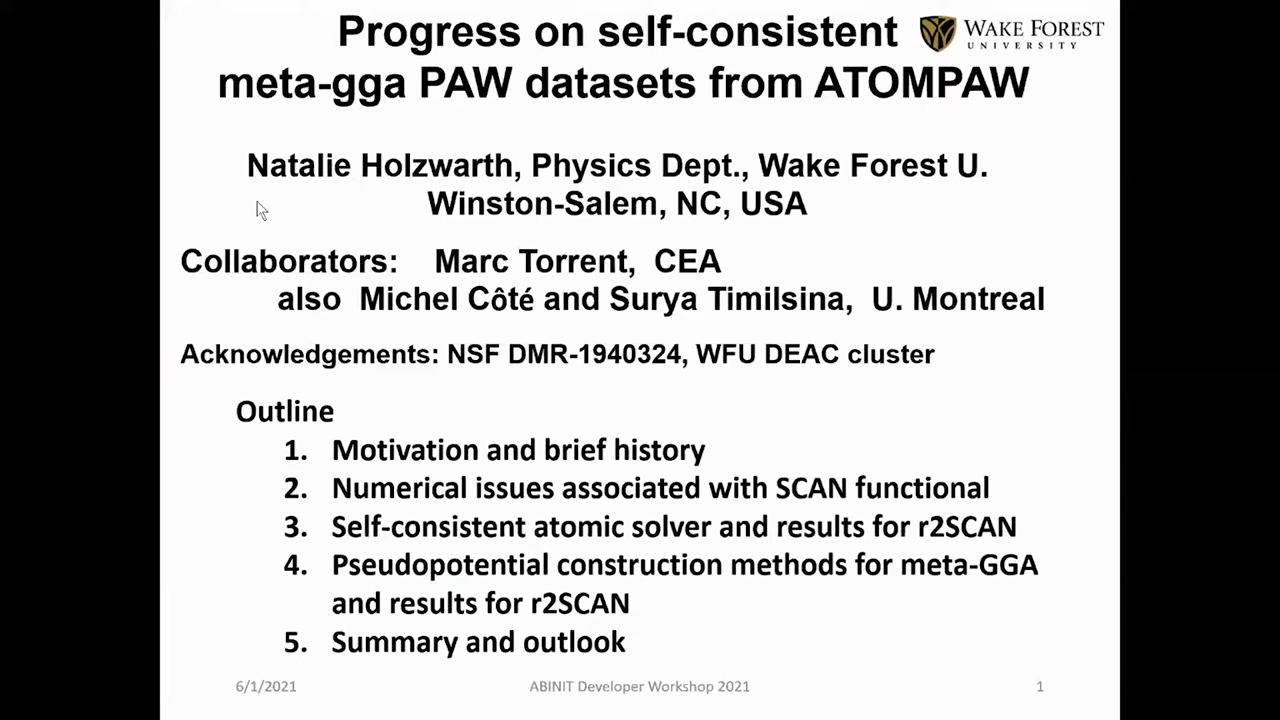 Progress on self-consistent
WAKE FOREST
UNIVERSITY
meta-gga PAW datasets from ATOMPAW
Natalie Holzwarth, Physics Dept., Wake Forest U.
Winston-Salem, NC, USA
Collaborators: Marc Torrent, CEA
also Michel Côté and Surya Timilsina, U. Montreal
Acknowledgements: NSF DMR-1940324, WFU DEAC cluster
Outline
1. Motivation and brief history
2. Numerical issues associated with SCAN functional
3. Self-consistent atomic solver and results for r2SCAN
4. Pseudopotential construction methods for meta-GGA
and results for r2SCAN
5. Summary and outlook
6/1/2021 ABINIT Developer Workshop 2021 1